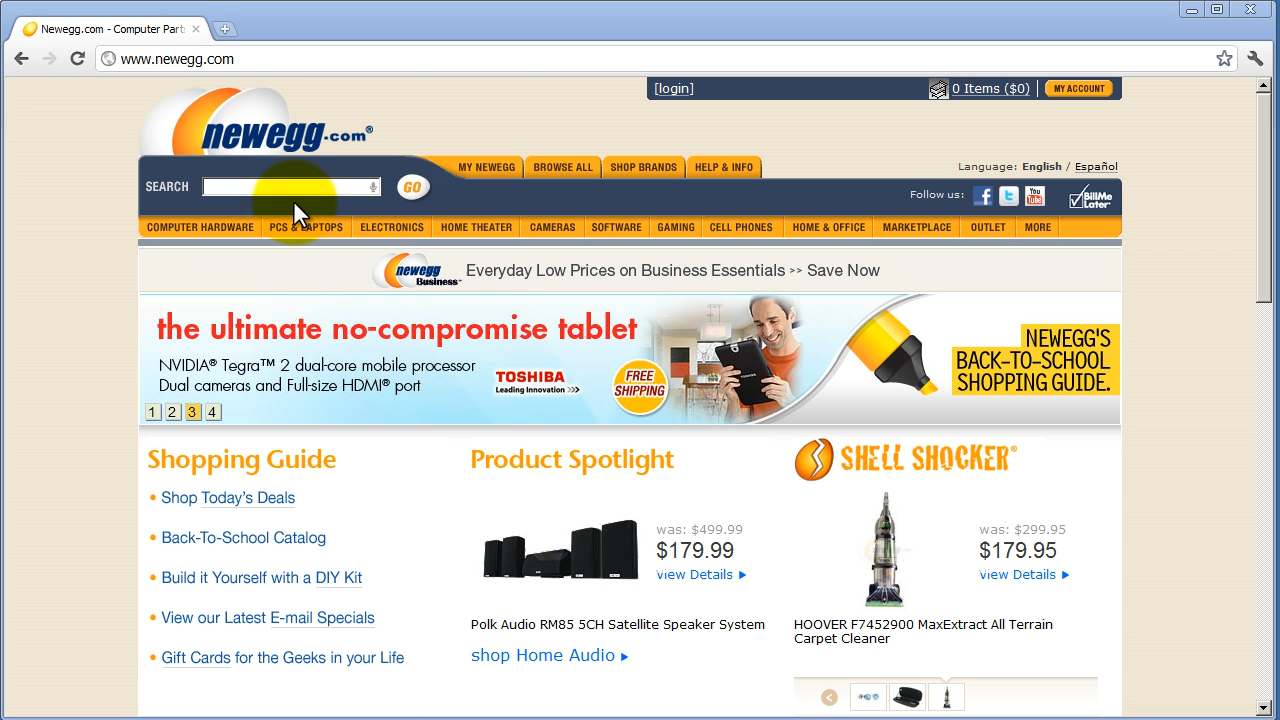 Newegg.com - Computer Part
www.newegg.com
[login]
0 Items ($0)
MY ACCOUNT
newegg.com®
MY NEWEGG
BROWSE ALL
SHOP BRANDS
HELP & INFO
Language: English / Español
SEARCH
GO
Follow us:
You Tube
BillMe Later
COMPUTER HARDWARE
PCS & LAPTOPS
ELECTRONICS
HOME THEATER
CAMERAS
SOFTWARE
GAMING
CELL PHONES
HOME & OFFICE
MARKETPLACE
OUTLET
MORE
newegg Business™
Everyday Low Prices on Business Essentials >> Save Now
the ultimate no-compromise tablet
NVIDIA® Tegra™ 2 dual-core mobile processor
Dual cameras and Full-size HDMI® port
TOSHIBA
Leading Innovation >>>
FREE SHIPPING
TOSHIBA
NEWEGG'S
BACK-TO-SCHOOL
SHOPPING GUIDE.
1 2 3 4
Shopping Guide
• Shop Today's Deals
• Back-To-School Catalog
• Build it Yourself with a DIY Kit
• View our Latest E-mail Specials
• Gift Cards for the Geeks in your Life
Product Spotlight
was: $499.99
$179.99
View Details
Polk Audio RM85 5CH Satellite Speaker System
shop Home Audio
SHELL SHOCKER®
was: $299.95
$179.95
View Details
HOOVER F7452900 MaxExtract All Terrain
Carpet Cleaner